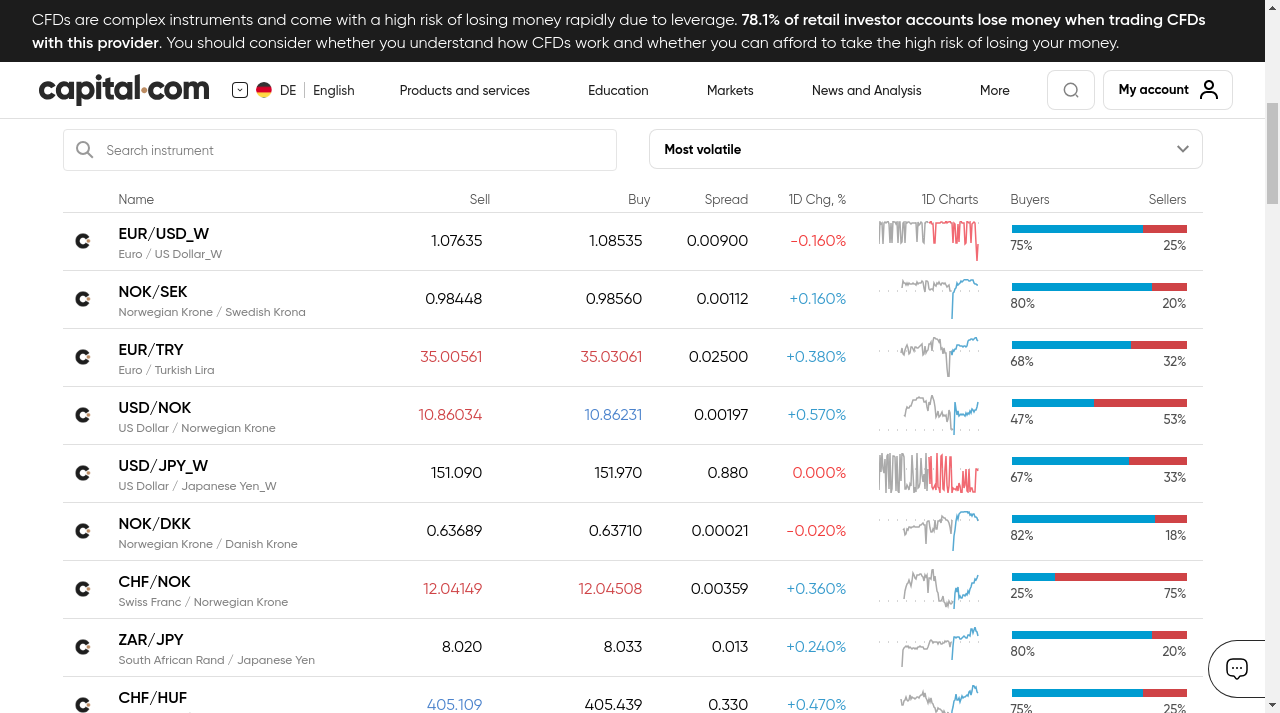 CFDs are complex instruments and come with a high risk of losing money rapidly due to leverage. 78.1% of retail investor accounts lose money when trading CFDs
with this provider. You should consider whether you understand how CFDs work and whether you can afford to take the high risk of losing your money.
capital.com DE English Products and services Education Markets News and Analysis More My account
Search instrument Most volatile
Name Sell Buy Spread 1D Chg, % 1D Charts Buyers Sellers
EUR/USD_W 1.07635 1.08535 0.00900 -0.160%
Euro / US Dollar_W 75% 25%
NOK/SEK 0.98448 0.98560 0.00112 +0.160%
Norwegian Krone / Swedish Krona 80% 20%
EUR/TRY 35.00561 35.03061 0.02500 +0.380%
Euro / Turkish Lira 68% 32%
USD/NOK 10.86034 10.86231 0.00197 +0.570%
US Dollar / Norwegian Krone 47% 53%
USD/JPY_W 151.090 151.970 0.880 0.000%
US Dollar / Japanese Yen_W 67% 33%
NOK/DKK 0.63689 0.63710 0.00021 -0.020%
Norwegian Krone / Danish Krone 82% 18%
CHF/NOK 12.04149 12.04508 0.00359 +0.360%
Swiss Franc / Norwegian Krone 25% 75%
ZAR/JPY 8.020 8.033 0.013 +0.240%
South African Rand / Japanese Yen 80% 20%
CHF/HUF 405.109 405.439 0.330 +0.470%
75% 25%